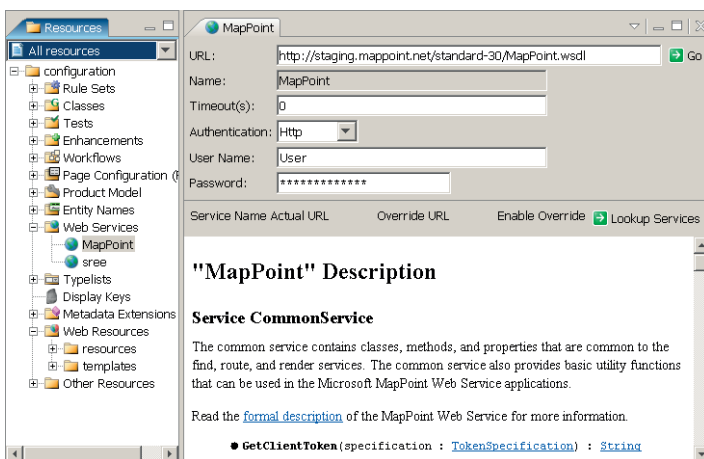 Resources
All resources
configuration
Rule Sets
Classes
Tests
Enhancements
Workflows
Page Configuration (
Product Model
Entity Names
Web Services
MapPoint
sree
Typelists
Display Keys
Metadata Extensions
Web Resources
resources
templates
Other Resources
MapPoint
URL: http://staging.mappoint.net/standard-30/MapPoint.wsdl Go
Name: MapPoint
Timeout(s): 0
Authentication: Http
User Name: User
Password: *************
Service Name Actual URL Override URL Enable Override Lookup Services
"MapPoint" Description
Service CommonService
The common service contains classes, methods, and properties that are common to the
find, route, and render services. The common service also provides basic utility functions
that can be used in the Microsoft MapPoint Web Service applications.
Read the formal description of the MapPoint Web Service for more information.
● GetClientToken(specification : TokenSpecification) : String